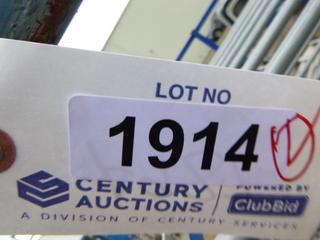 LOT NO
1914
CENTURY AUCTIONS
POWERED BY
ClubBid
A DIVISION OF CENTURY SERVICES